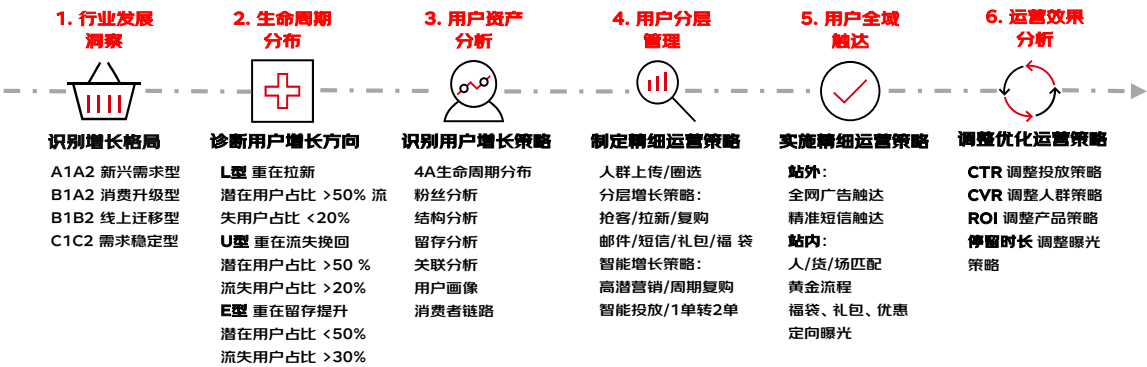 1. 行业发展
洞察
识别增长格局
A1A2 新兴需求型
B1A2 消费升级型
B1B2 线上迁移型
C1C2 需求稳定型
2. 生命周期
分布
诊断用户增长方向
L型 重在拉新
潜在用户占比 >50% 流
失用户占比 <20%
U型 重在流失挽回
潜在用户占比 >50 %
流失用户占比 >20%
E型 重在留存提升
潜在用户占比 <50%
流失用户占比 >30%
3. 用户资产
分析
识别用户增长策略
4A生命周期分布
粉丝分析
结构分析
留存分析
关联分析
用户画像
消费者链路
4. 用户分层
管理
制定精细运营策略
人群上传/圈选
分层增长策略:
抢客/拉新/复购
邮件/短信/礼包/福 袋
智能增长策略:
高潜营销/周期复购
智能投放/1单转2单
5. 用户全域
触达
实施精细运营策略
站外:
全网广告触达
精准短信触达
站内:
人/货/场匹配
黄金流程
福袋、礼包、优惠
定向曝光
6. 运营效果
分析
调整优化运营策略
CTR 调整投放策略
CVR 调整人群策略
ROI 调整产品策略
停留时长 调整曝光
策略